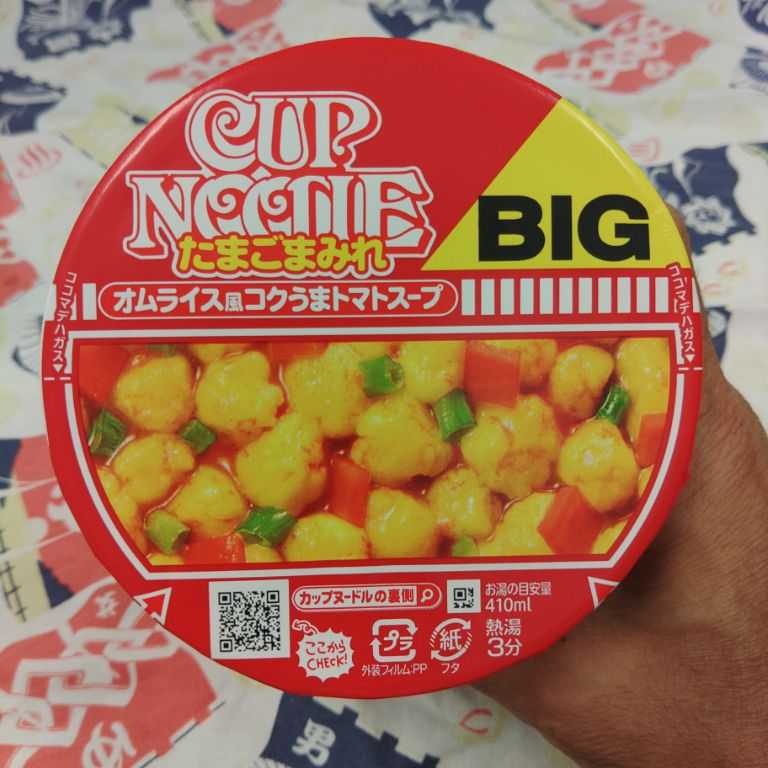 CUP
NOODLE
BIG
たまごまみれ
オムライス風コクうまトマトスープ
ココマデハガス
ココマデハガス
カップヌードルの裏側
お湯の目安量
410ml
熱湯
3分
ここから
CHECK!
プラ
外装フィルム:PP
紙
フタ
男
ゆ